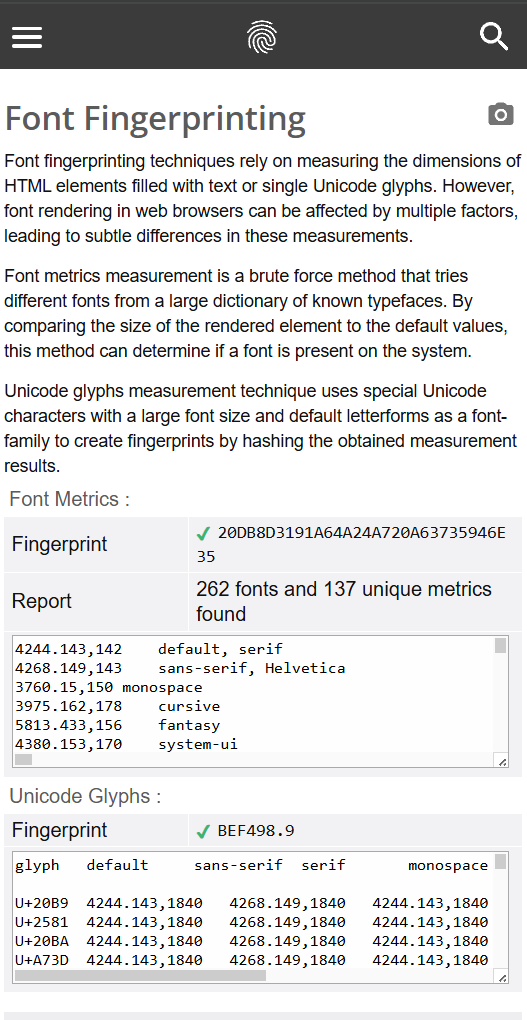 Font Fingerprinting
Font fingerprinting techniques rely on measuring the dimensions of
HTML elements filled with text or single Unicode glyphs. However,
font rendering in web browsers can be affected by multiple factors,
leading to subtle differences in these measurements.
Font metrics measurement is a brute force method that tries
different fonts from a large dictionary of known typefaces. By
comparing the size of the rendered element to the default values,
this method can determine if a font is present on the system.
Unicode glyphs measurement technique uses special Unicode
characters with a large font size and default letterforms as a font-
family to create fingerprints by hashing the obtained measurement
results.
Font Metrics :
Fingerprint ✔ 20DB8D3191A64A24A720A63735946E
35
Report 262 fonts and 137 unique metrics
found
4244.143,142 default, serif
4268.149,143 sans-serif, Helvetica
3760.15,150 monospace
3975.162,178 cursive
5813.433,156 fantasy
4380.153,170 system-ui
Unicode Glyphs :
Fingerprint ✔ BEF498.9
glyph default sans-serif serif monospace
U+20B9 4244.143,1840 4268.149,1840 4244.143,1840
U+2581 4244.143,1840 4268.149,1840 4244.143,1840
U+20BA 4244.143,1840 4268.149,1840 4244.143,1840
U+A73D 4244.143,1840 4268.149,1840 4244.143,1840